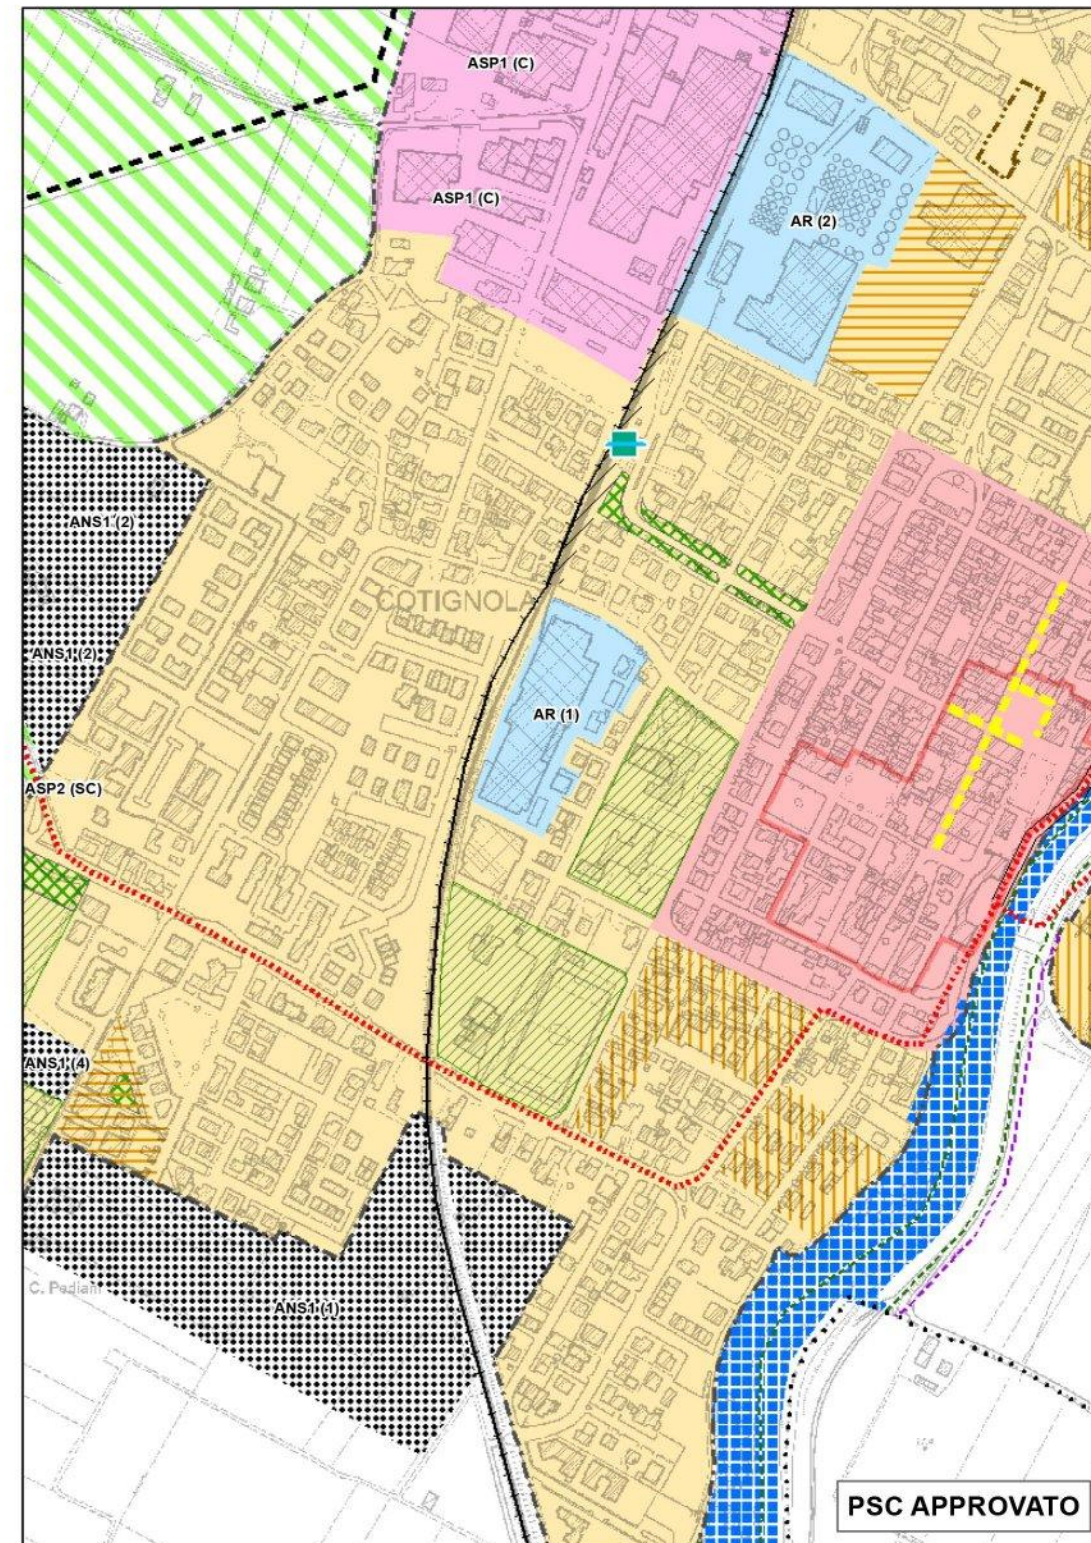 ASP1 (C)
ASP1 (C)
AR (2)
ANS1 (2)
COTIGNOLA
ANS1 (2)
AR (1)
ASP2 (SC)
ANS1 (4)
C. Pediani
ANS1 (1)
PSC APPROVATO